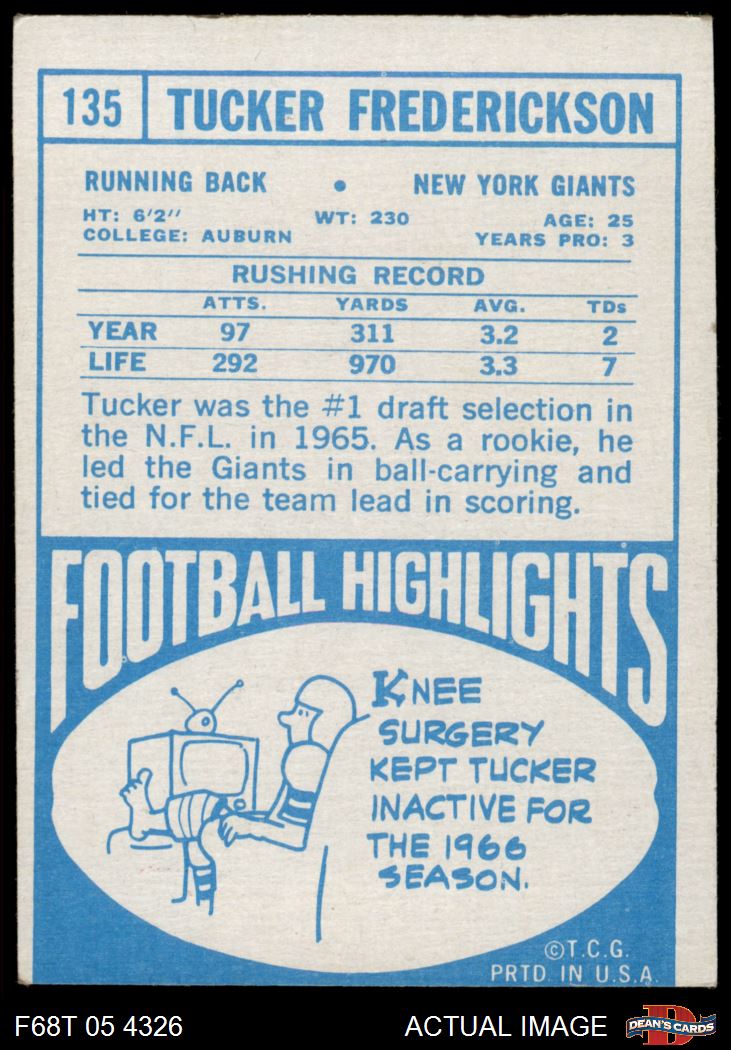 135 TUCKER FREDERICKSON
RUNNING BACK • NEW YORK GIANTS
HT: 6'2" WT: 230 AGE: 25
COLLEGE: AUBURN YEARS PRO: 3
RUSHING RECORD
ATTS. YARDS AVG. TDs
YEAR 97 311 3.2 2
LIFE 292 970 3.3 7
Tucker was the #1 draft selection in
the N.F.L. in 1965. As a rookie, he
led the Giants in ball-carrying and
tied for the team lead in scoring.
FOOTBALL HIGHLIGHTS
KNEE
SURGERY
KEPT TUCKER
INACTIVE FOR
THE 1966
SEASON.
©T.C.G.
PRTD. IN U.S.A.
F68T 05 4326 ACTUAL IMAGE D DEAN'S CARDS